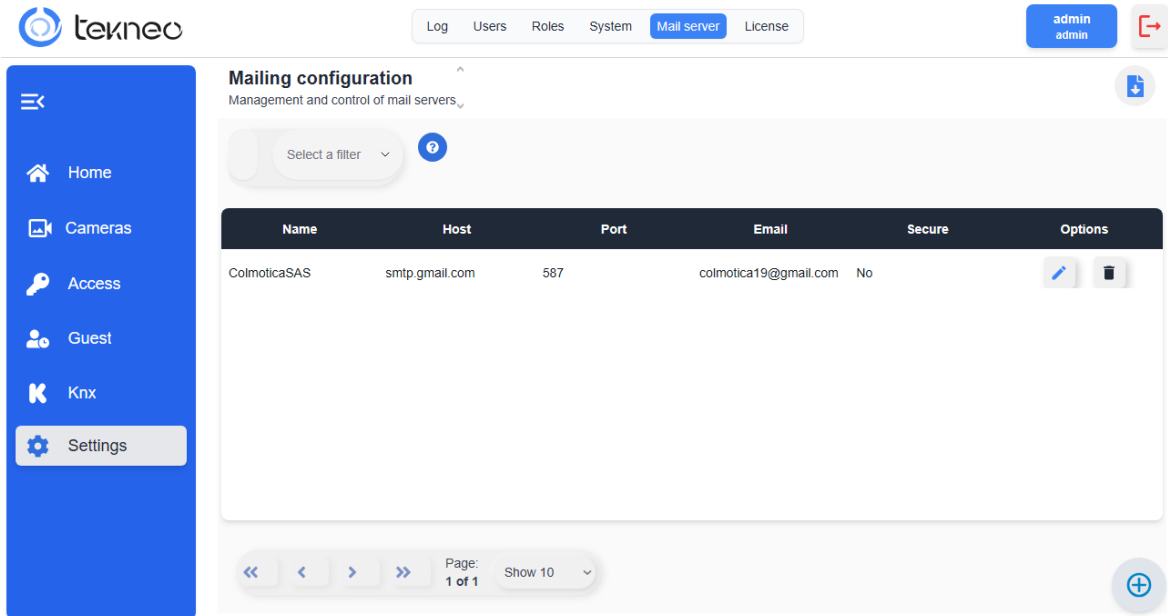 tekneo
Log Users Roles System Mail server License
admin
admin
Mailing configuration
Management and control of mail servers
Home
Cameras
Access
Guest
Knx
Settings
Select a filter
Name Host Port Email Secure Options
ColmoticaSAS smtp.gmail.com 587 colmotica19@gmail.com No
Page:
1 of 1
Show 10